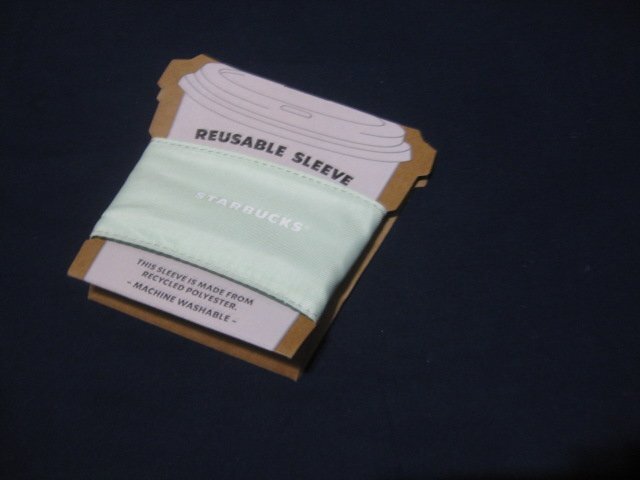 REUSABLE SLEEVE
STARBUCKS
THIS SLEEVE IS MADE FROM
RECYCLED POLYESTER.
– MACHINE WASHABLE –